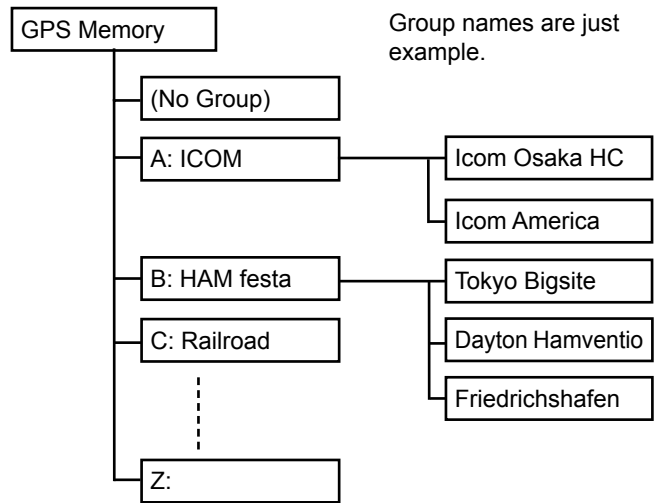 GPS Memory
Group names are just
example.
(No Group)
A: ICOM
Icom Osaka HC
Icom America
B: HAM festa
Tokyo Bigsite
C: Railroad
Dayton Hamventio
Friedrichshafen
Z: